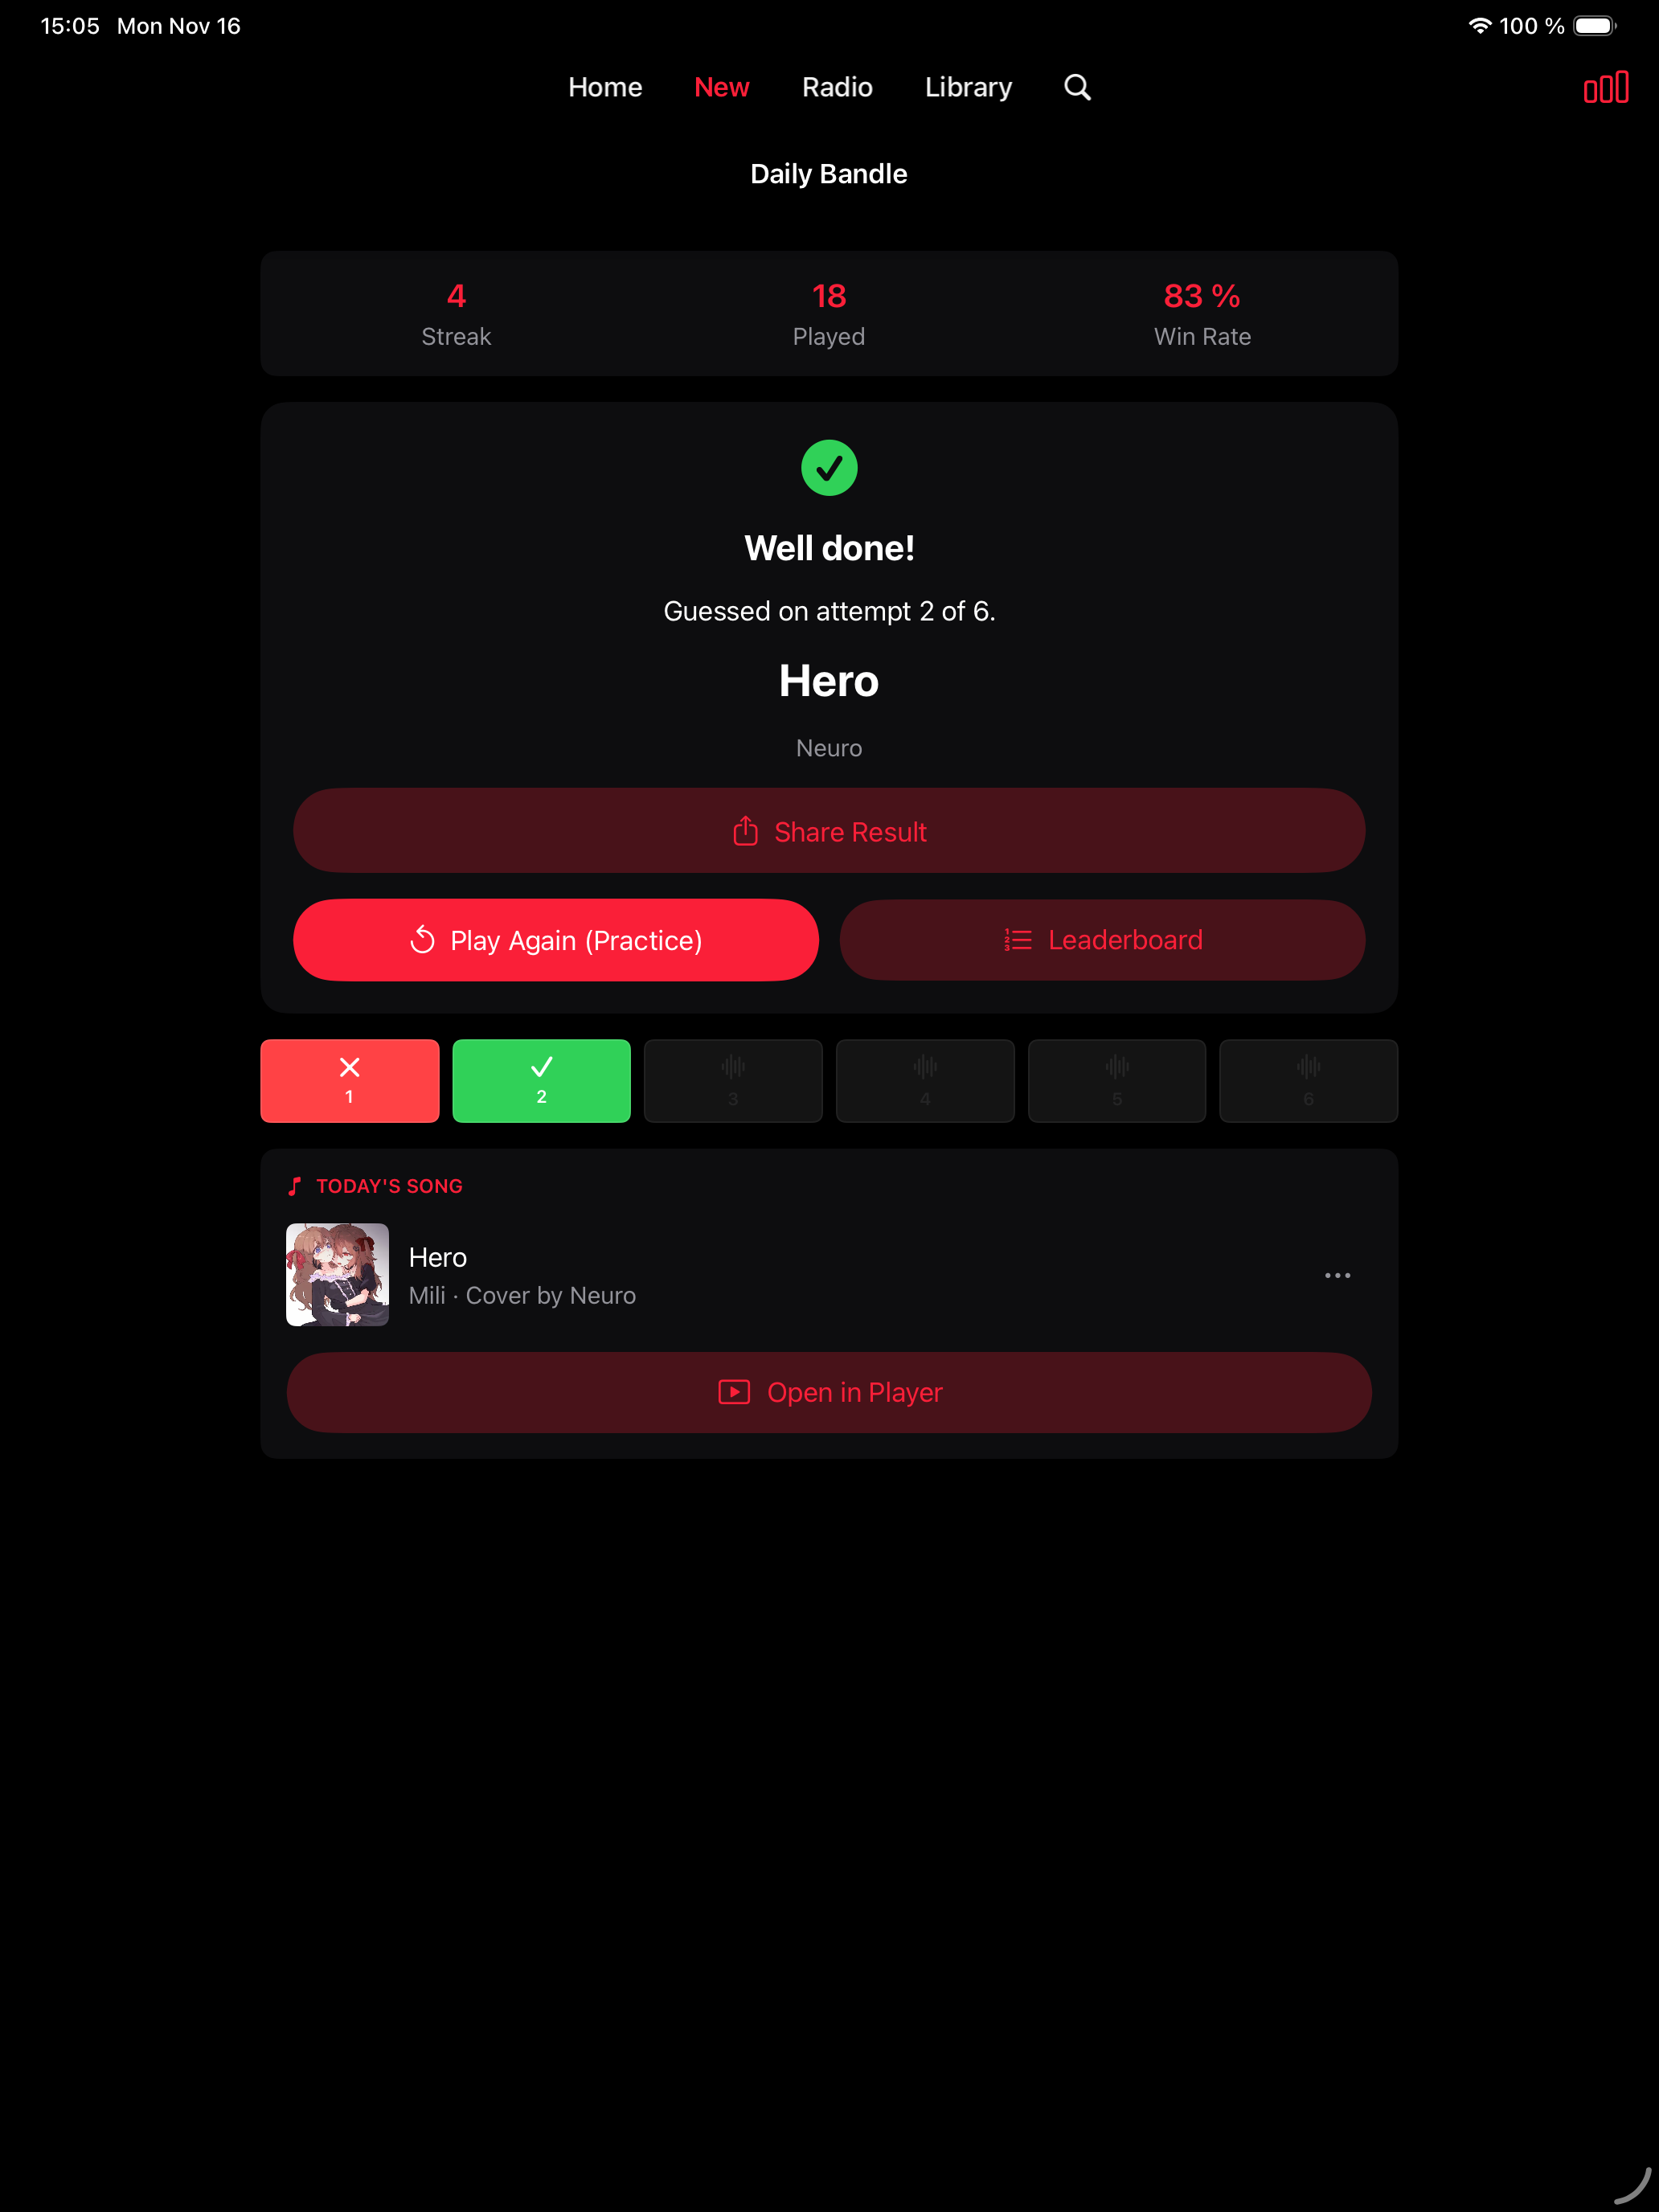 15:05 Mon Nov 16
100 %
Home New Radio Library
Daily Bandle
4 18 83 %
Streak Played Win Rate
Well done!
Guessed on attempt 2 of 6.
Hero
Neuro
Share Result
Play Again (Practice) Leaderboard
1 2 3 4 5 6
TODAY'S SONG
Hero
Mili · Cover by Neuro
Open in Player